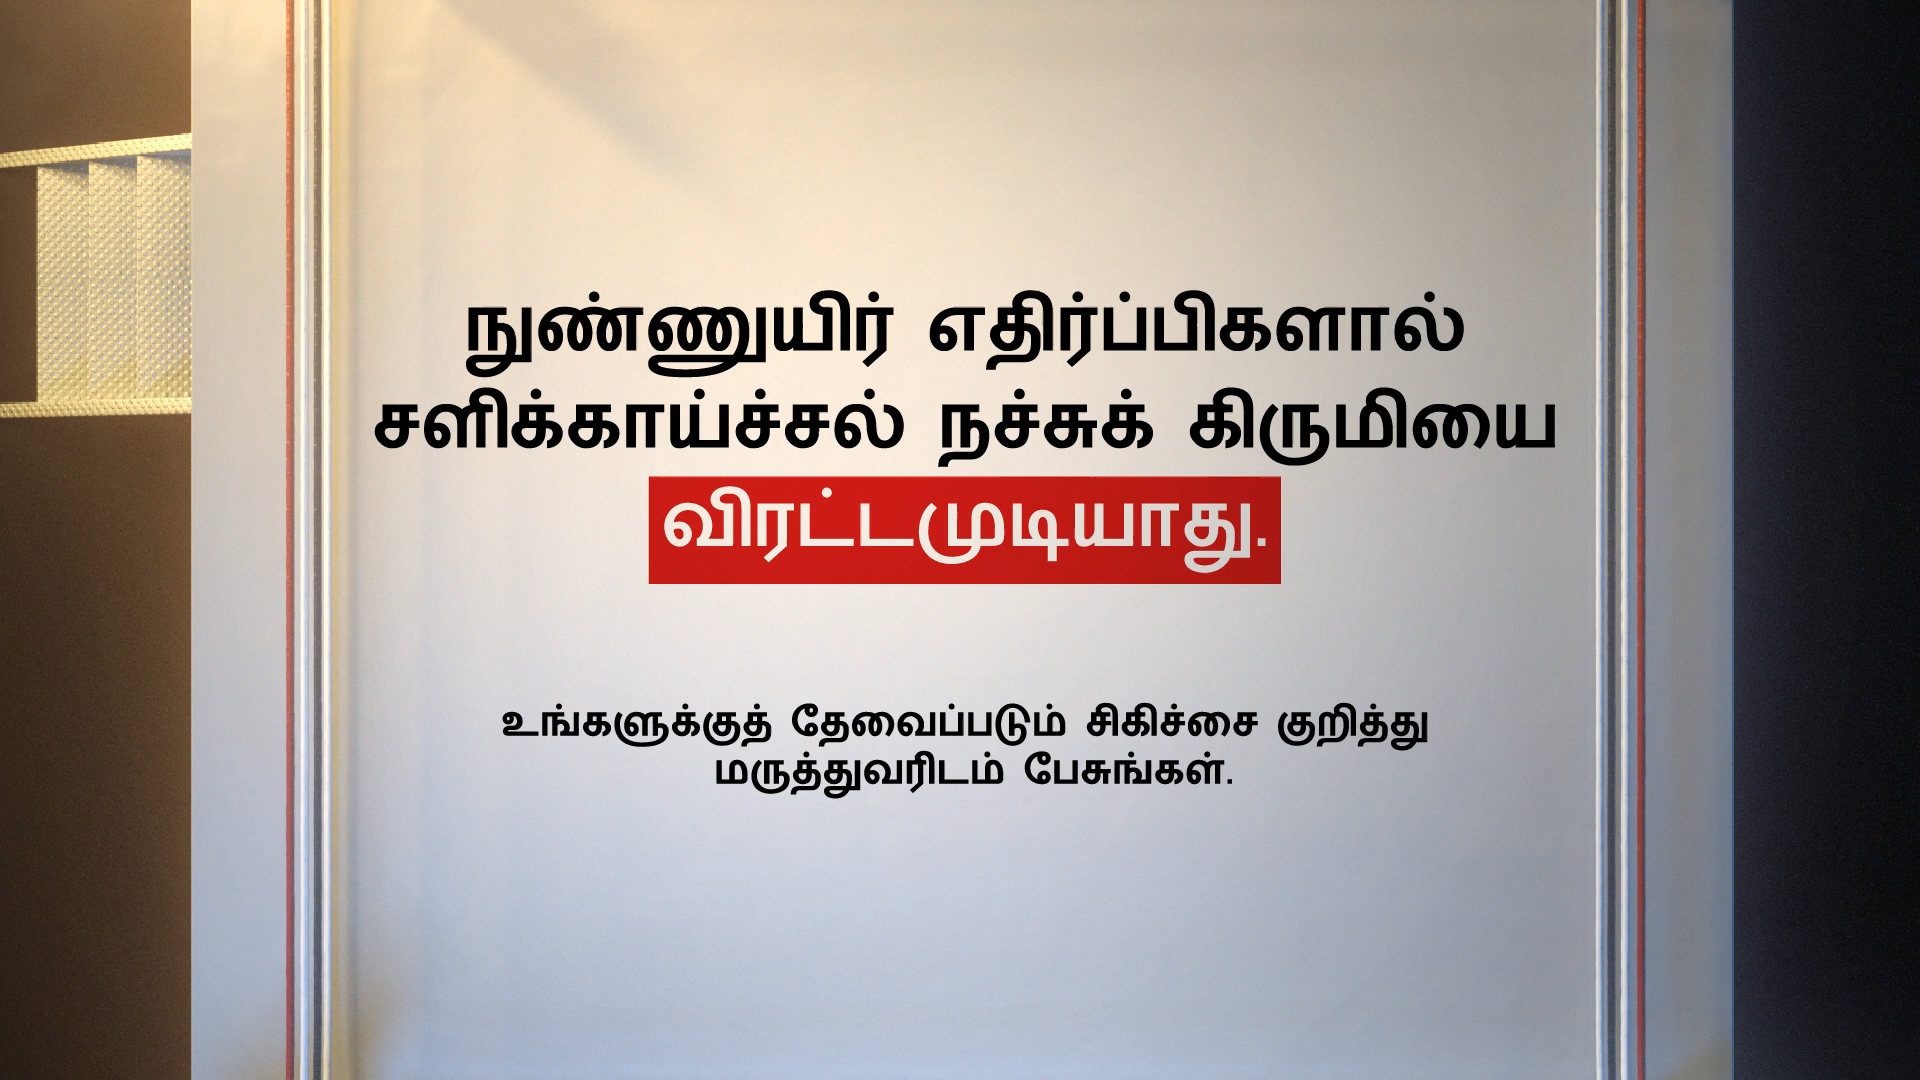 நுண்ணுயிர் எதிர்ப்பிகளால்
சளிக்காய்ச்சல் நச்சுக் கிருமியை
விரட்டமுடியாது.
உங்களுக்குத் தேவைப்படும் சிகிச்சை குறித்து
மருத்துவரிடம் பேசுங்கள்.